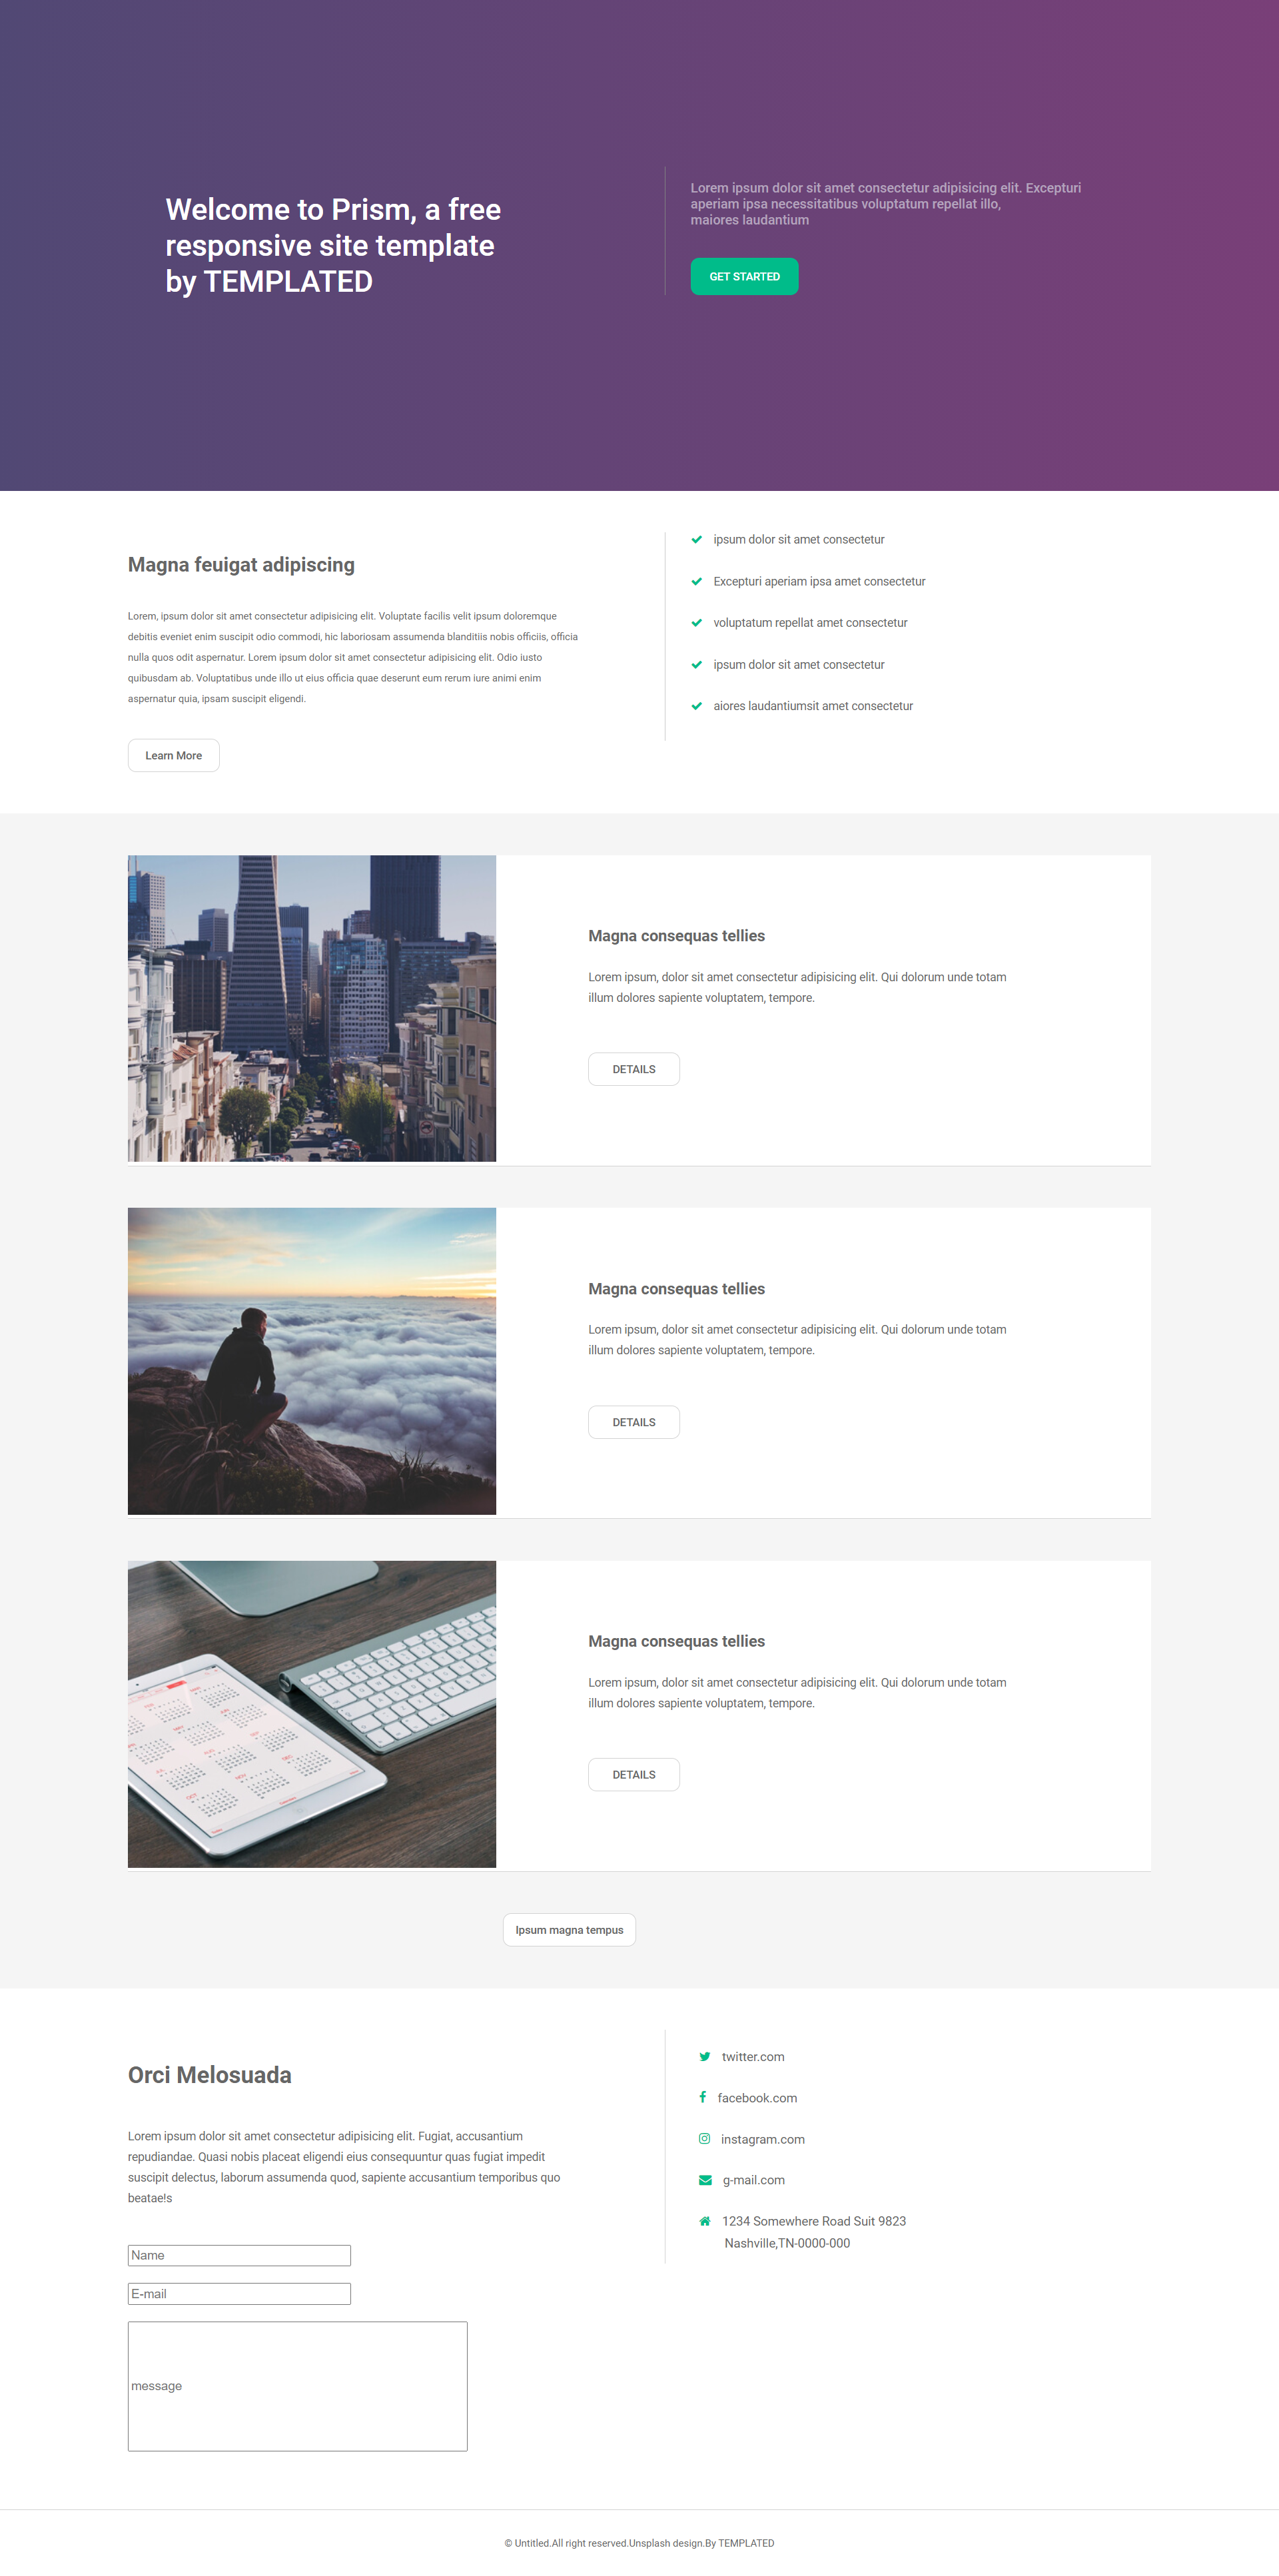 Welcome to Prism, a free
responsive site template
by TEMPLATED
Lorem ipsum dolor sit amet consectetur adipisicing elit. Excepturi
aperiam ipsa necessitatibus voluptatum repellat illo,
maiores laudantium
GET STARTED
Magna feuigat adipiscing
Lorem, ipsum dolor sit amet consectetur adipisicing elit. Voluptate facilis velit ipsum doloremque
debitis eveniet enim suscipit odio commodi, hic laboriosam assumenda blanditiis nobis officiis, officia
nulla quos odit aspernatur. Lorem ipsum dolor sit amet consectetur adipisicing elit. Odio iusto
quibusdam ab. Voluptatibus unde illo ut eius officia quae deserunt eum rerum iure animi enim
aspernatur quia, ipsam suscipit eligendi.
Learn More
ipsum dolor sit amet consectetur
Excepturi aperiam ipsa amet consectetur
voluptatum repellat amet consectetur
ipsum dolor sit amet consectetur
aiores laudantiumsit amet consectetur
Magna consequas tellies
Lorem ipsum, dolor sit amet consectetur adipisicing elit. Qui dolorum unde totam
illum dolores sapiente voluptatem, tempore.
DETAILS
Magna consequas tellies
Lorem ipsum, dolor sit amet consectetur adipisicing elit. Qui dolorum unde totam
illum dolores sapiente voluptatem, tempore.
DETAILS
Magna consequas tellies
Lorem ipsum, dolor sit amet consectetur adipisicing elit. Qui dolorum unde totam
illum dolores sapiente voluptatem, tempore.
DETAILS
Ipsum magna tempus
Orci Melosuada
Lorem ipsum dolor sit amet consectetur adipisicing elit. Fugiat, accusantium
repudiandae. Quasi nobis placeat eligendi eius consequuntur quas fugiat impedit
suscipit delectus, laborum assumenda quod, sapiente accusantium temporibus quo
beatae!s
Name
E-mail
message
twitter.com
facebook.com
instagram.com
g-mail.com
1234 Somewhere Road Suit 9823
Nashville,TN-0000-000
© Untitled.All right reserved.Unsplash design.By TEMPLATED